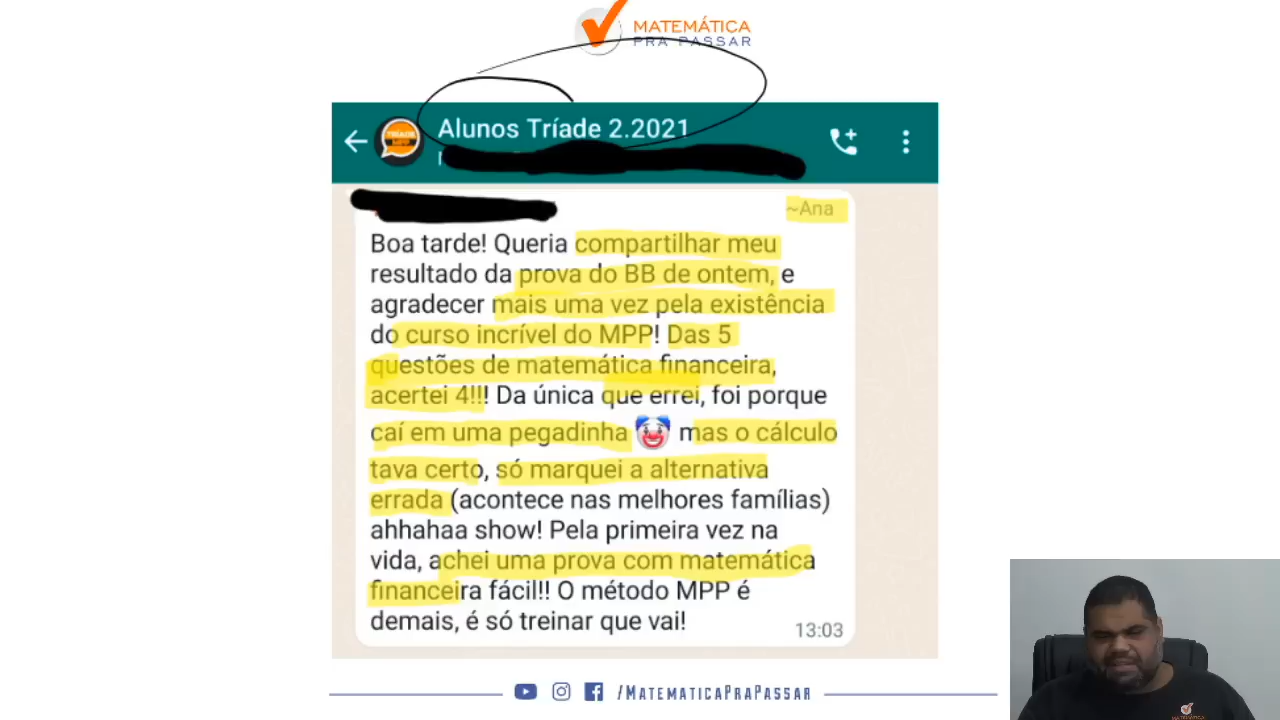 MATEMÁTICA
PRA PASSAR
Alunos Tríade 2.2021
~Ana
Boa tarde! Queria compartilhar meu
resultado da prova do BB de ontem, e
agradecer mais uma vez pela existência
do curso incrível do MPP! Das 5
questões de matemática financeira,
acertei 4!!! Da única que errei, foi porque
caí em uma pegadinha 🤡 mas o cálculo
tava certo, só marquei a alternativa
errada (acontece nas melhores famílias)
ahhahaa show! Pela primeira vez na
vida, achei uma prova com matemática
financeira fácil!! O método MPP é
demais, é só treinar que vai!
13:03
/MATEMATICAPRAPASSAR